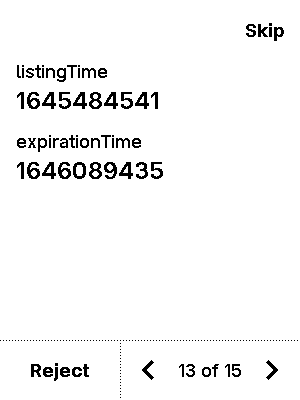 Skip
listingTime
1645484541
expirationTime
1646089435
Reject
13 of 15